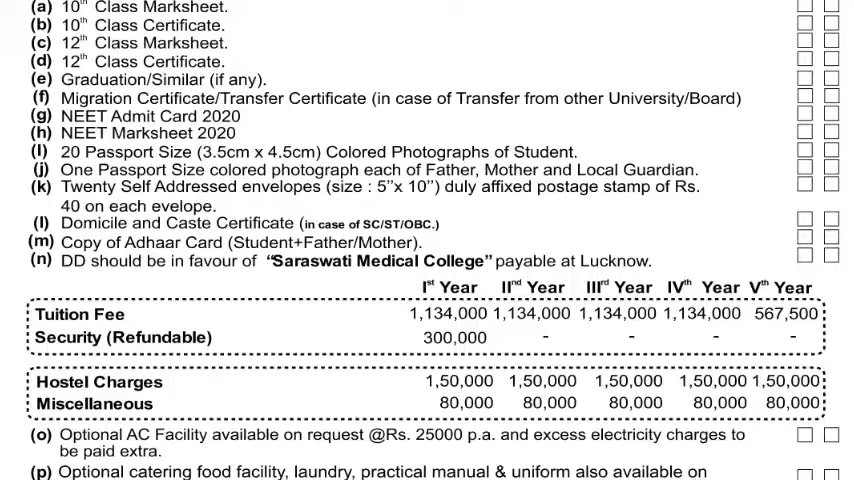 (a) 10th Class Marksheet.
(b) 10th Class Certificate.
(c) 12th Class Marksheet.
(d) 12th Class Certificate.
(e) Graduation/Similar (if any).
(f) Migration Certificate/Transfer Certificate (in case of Transfer from other University/Board)
(g) NEET Admit Card 2020
(h) NEET Marksheet 2020
(I) 20 Passport Size (3.5cm x 4.5cm) Colored Photographs of Student.
(j) One Passport Size colored photograph each of Father, Mother and Local Guardian.
(k) Twenty Self Addressed envelopes (size : 5’’x 10’’) duly affixed postage stamp of Rs.
40 on each evelope.
(l) Domicile and Caste Certificate (in case of SC/ST/OBC.)
(m) Copy of Adhaar Card (Student+Father/Mother).
(n) DD should be in favour of “Saraswati Medical College” payable at Lucknow.
Ist Year IInd Year IIIrd Year IVth Year Vth Year
Tuition Fee 1,134,000 1,134,000 1,134,000 1,134,000 567,500
Security (Refundable) 300,000 - - - -
Hostel Charges 1,50,000 1,50,000 1,50,000 1,50,000 1,50,000
Miscellaneous 80,000 80,000 80,000 80,000 80,000
(o) Optional AC Facility available on request @Rs. 25000 p.a. and excess electricity charges to
be paid extra.
(p) Optional catering food facility, laundry, practical manual & uniform also available on